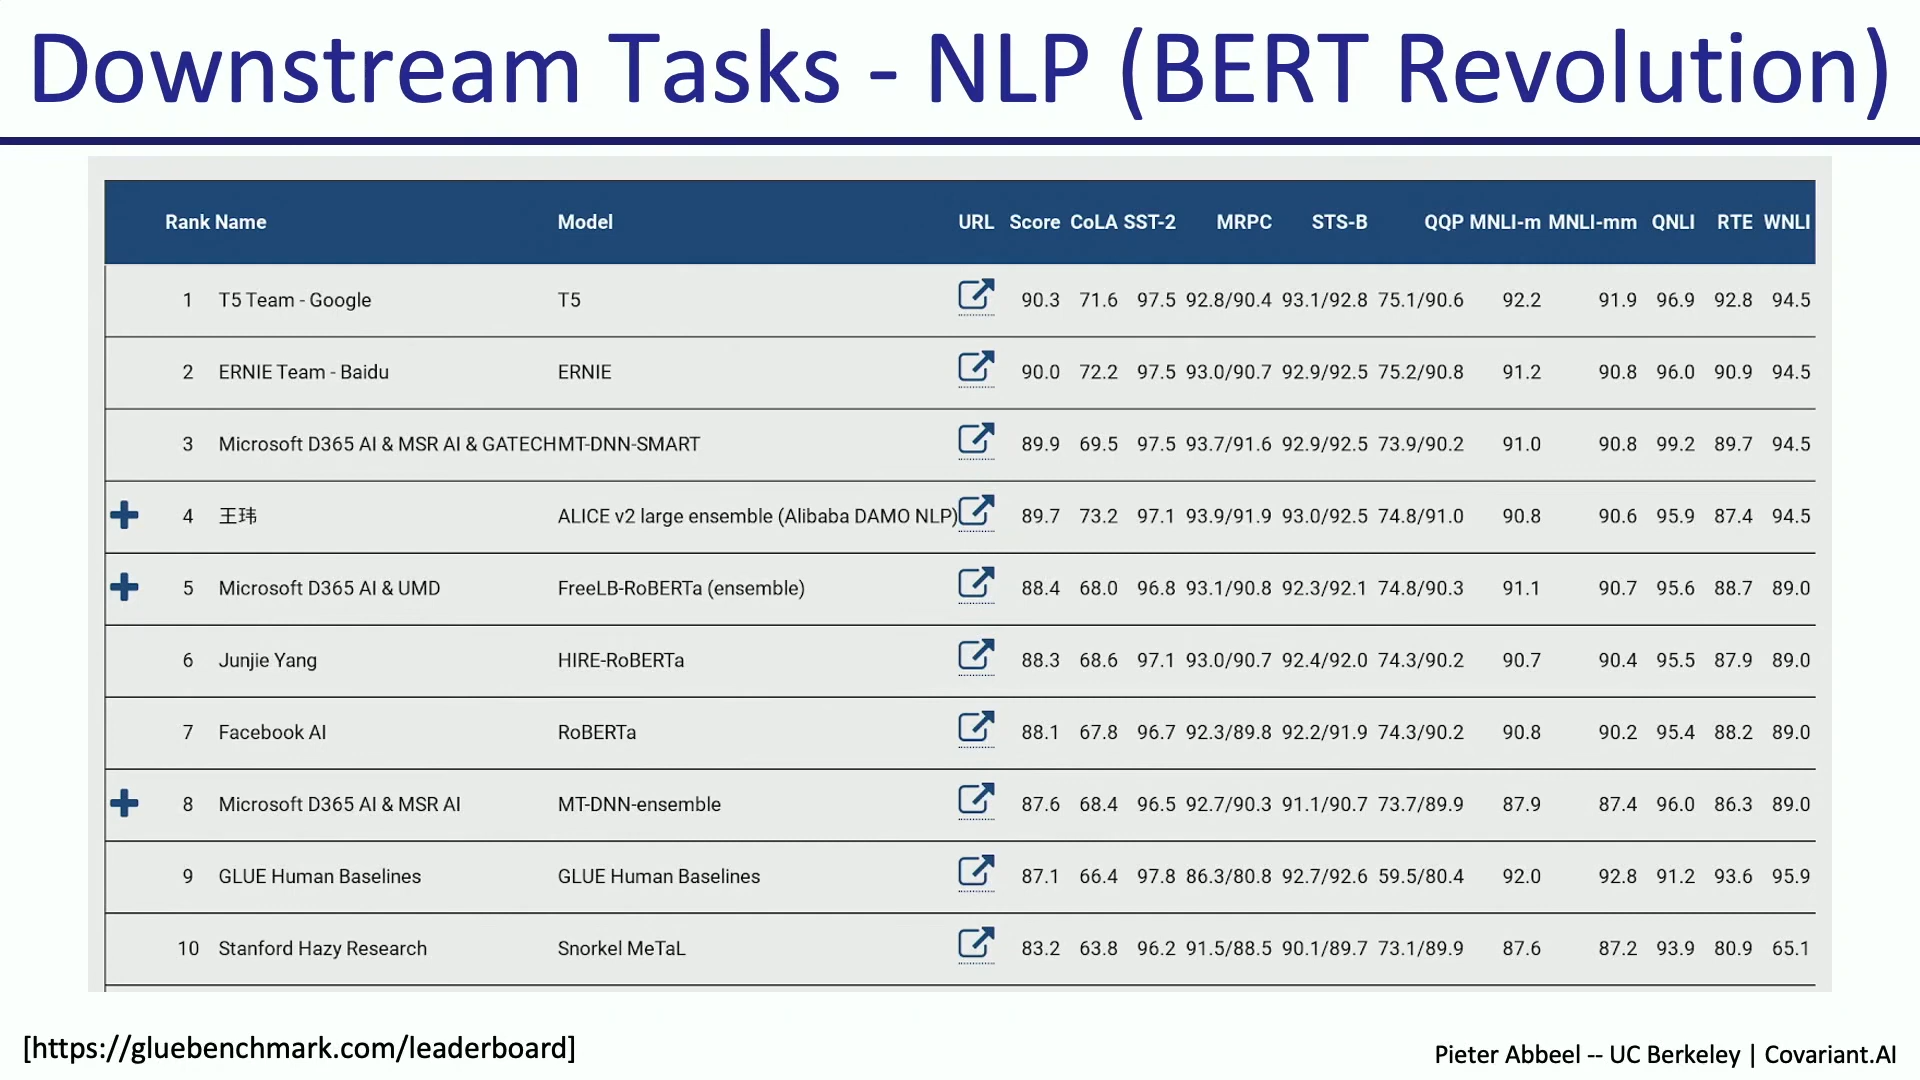 Downstream Tasks - NLP (BERT Revolution)
Rank Name Model URL Score CoLA SST-2 MRPC STS-B QQP MNLI-m MNLI-mm QNLI RTE WNLI
1 T5 Team - Google T5 90.3 71.6 97.5 92.8/90.4 93.1/92.8 75.1/90.6 92.2 91.9 96.9 92.8 94.5
2 ERNIE Team - Baidu ERNIE 90.0 72.2 97.5 93.0/90.7 92.9/92.5 75.2/90.8 91.2 90.8 96.0 90.9 94.5
3 Microsoft D365 AI & MSR AI & GATECH MT-DNN-SMART 89.9 69.5 97.5 93.7/91.6 92.9/92.5 73.9/90.2 91.0 90.8 99.2 89.7 94.5
4 王玮 ALICE v2 large ensemble (Alibaba DAMO NLP) 89.7 73.2 97.1 93.9/91.9 93.0/92.5 74.8/91.0 90.8 90.6 95.9 87.4 94.5
5 Microsoft D365 AI & UMD FreeLB-RoBERTa (ensemble) 88.4 68.0 96.8 93.1/90.8 92.3/92.1 74.8/90.3 91.1 90.7 95.6 88.7 89.0
6 Junjie Yang HIRE-RoBERTa 88.3 68.6 97.1 93.0/90.7 92.4/92.0 74.3/90.2 90.7 90.4 95.5 87.9 89.0
7 Facebook AI RoBERTa 88.1 67.8 96.7 92.3/89.8 92.2/91.9 74.3/90.2 90.8 90.2 95.4 88.2 89.0
8 Microsoft D365 AI & MSR AI MT-DNN-ensemble 87.6 68.4 96.5 92.7/90.3 91.1/90.7 73.7/89.9 87.9 87.4 96.0 86.3 89.0
9 GLUE Human Baselines GLUE Human Baselines 87.1 66.4 97.8 86.3/80.8 92.7/92.6 59.5/80.4 92.0 92.8 91.2 93.6 95.9
10 Stanford Hazy Research Snorkel MeTaL 83.2 63.8 96.2 91.5/88.5 90.1/89.7 73.1/89.9 87.6 87.2 93.9 80.9 65.1
[https://gluebenchmark.com/leaderboard]
Pieter Abbeel -- UC Berkeley | Covariant.AI